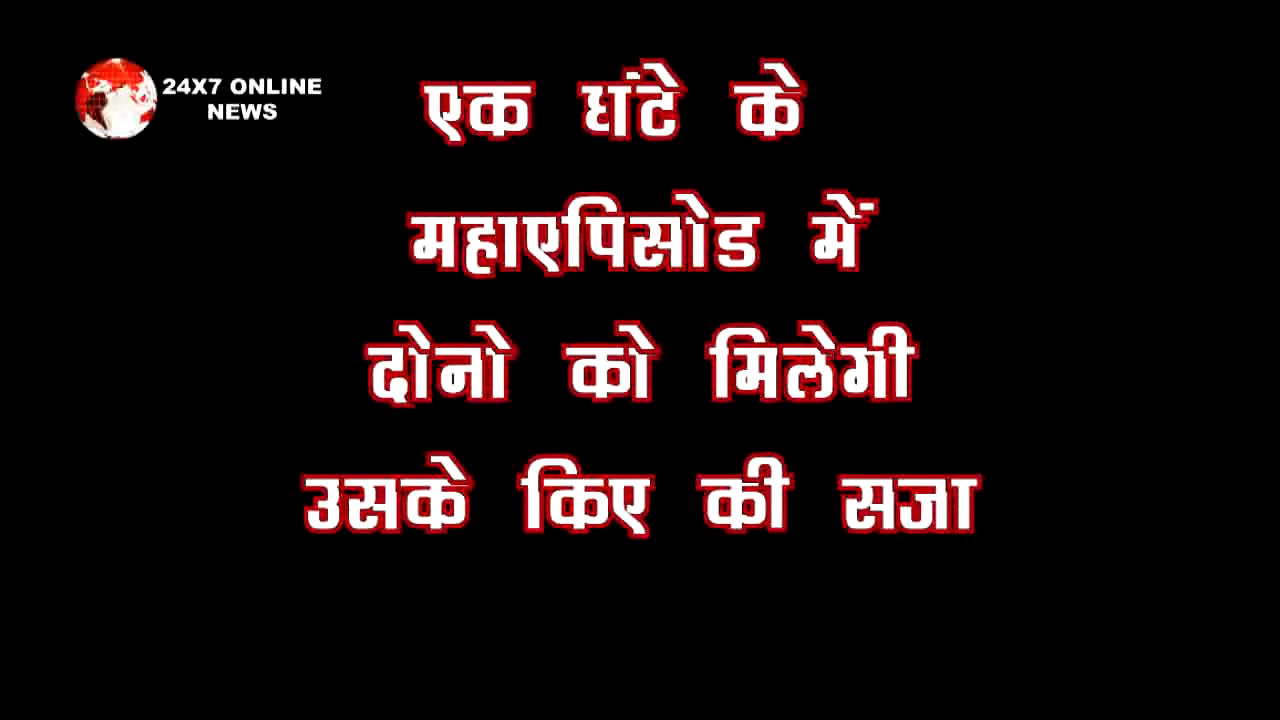 24X7 ONLINE
NEWS
एक घंटे के
महाएपिसोड में
दोनो को मिलेगी
उसके किए की सजा